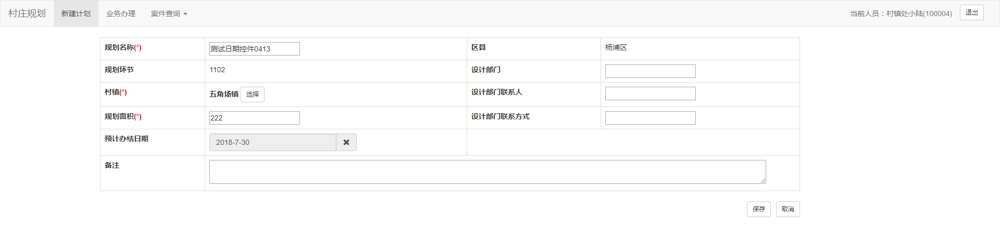 村庄规划 新建计划 业务办理 案件查询 当前人员：村镇处小陆(100004) 退出
规划名称(*) 测试日期控件0413 区县 杨浦区
规划环节 1102 设计部门
村镇(*) 五角场镇 选择 设计部门联系人
规划面积(*) 222 设计部门联系方式
预计办结日期 2018-7-30
备注
保存 取消